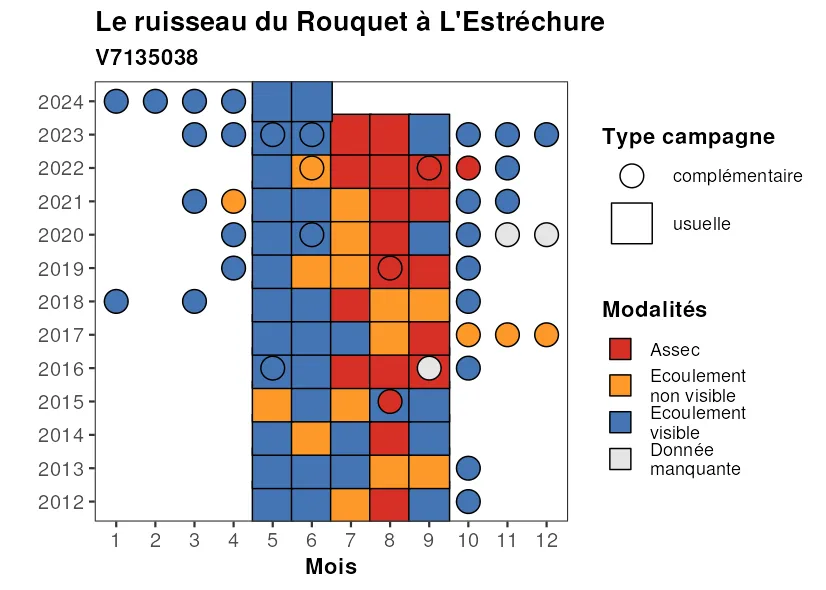 Le ruisseau du Rouquet à L'Estréchure
V7135038
2024
2023
2022
2021
2020
2019
2018
2017
2016
2015
2014
2013
2012
1 2 3 4 5 6 7 8 9 10 11 12
Mois
Type campagne
complémentaire
usuelle
Modalités
Assec
Ecoulement
non visible
Ecoulement
visible
Donnée
manquante